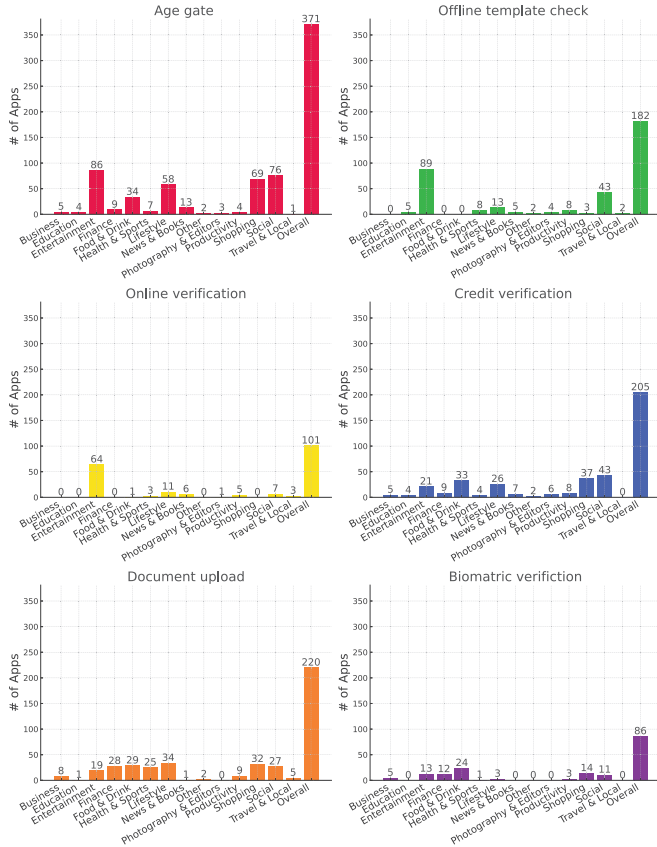 Age gate
# of Apps
350
300
250
200
150
100
50
0
5
4
86
9
34
7
58
13
2
3
4
69
76
1
371
Business
Education
Entertainment
Finance
Food & Drink
Health & Sports
Lifestyle
News & Books
Other
Photography & Editors
Productivity
Shopping
Social
Travel & Local
Overall
Offline template check
# of Apps
350
300
250
200
150
100
50
0
0
5
89
0
0
8
13
5
2
4
8
3
43
2
182
Business
Education
Entertainment
Finance
Food & Drink
Health & Sports
Lifestyle
News & Books
Other
Photography & Editors
Productivity
Shopping
Social
Travel & Local
Overall
Online verification
# of Apps
350
300
250
200
150
100
50
0
0
0
64
0
1
3
11
6
0
1
5
0
7
3
101
Business
Education
Entertainment
Finance
Food & Drink
Health & Sports
Lifestyle
News & Books
Other
Photography & Editors
Productivity
Shopping
Social
Travel & Local
Overall
Credit verification
# of Apps
350
300
250
200
150
100
50
0
5
4
21
9
33
4
26
7
2
6
8
37
43
0
205
Business
Education
Entertainment
Finance
Food & Drink
Health & Sports
Lifestyle
News & Books
Other
Photography & Editors
Productivity
Shopping
Social
Travel & Local
Overall
Document upload
# of Apps
350
300
250
200
150
100
50
0
8
1
19
28
29
25
34
1
2
0
9
32
27
5
220
Business
Education
Entertainment
Finance
Food & Drink
Health & Sports
Lifestyle
News & Books
Other
Photography & Editors
Productivity
Shopping
Social
Travel & Local
Overall
Biomatric verifiction
# of Apps
350
300
250
200
150
100
50
0
5
0
13
12
24
1
3
0
0
0
3
14
11
0
86
Business
Education
Entertainment
Finance
Food & Drink
Health & Sports
Lifestyle
News & Books
Other
Photography & Editors
Productivity
Shopping
Social
Travel & Local
Overall